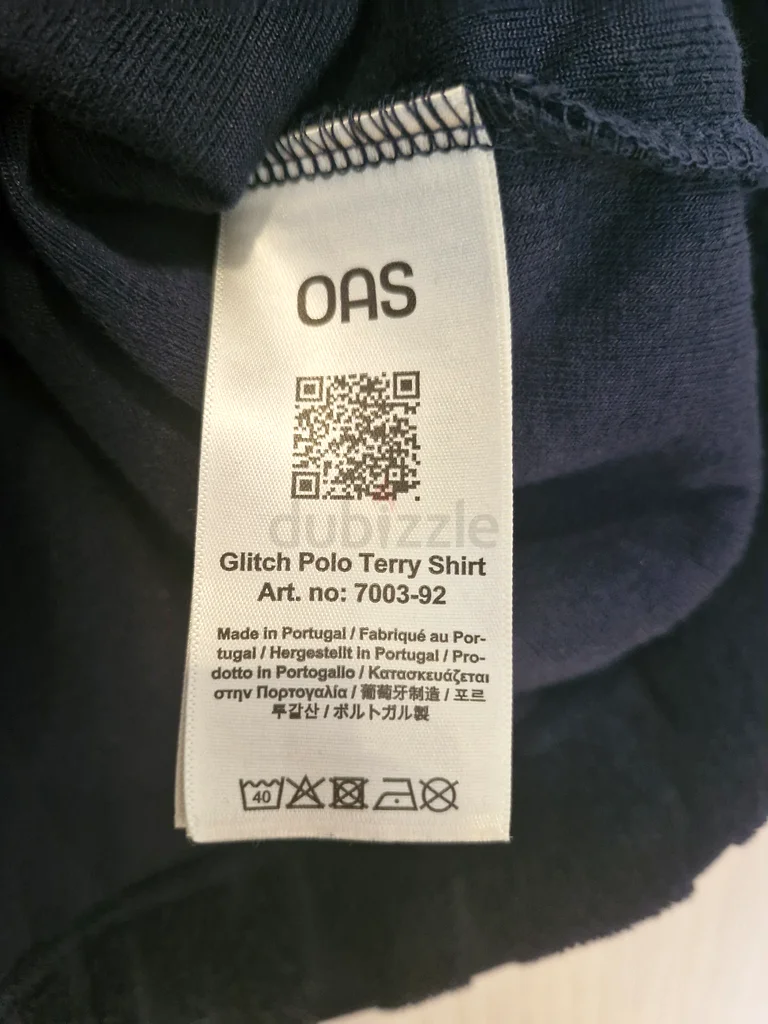 OAS
dubizzle
Glitch Polo Terry Shirt
Art. no: 7003-92
Made in Portugal / Fabriqué au Por-
tugal / Hergestellt in Portugal / Pro-
dotto in Portogallo / Κατασκευάζεται
στην Πορτογαλία / 葡萄牙制造 / 포르
투갈산 / ポルトガル製
40